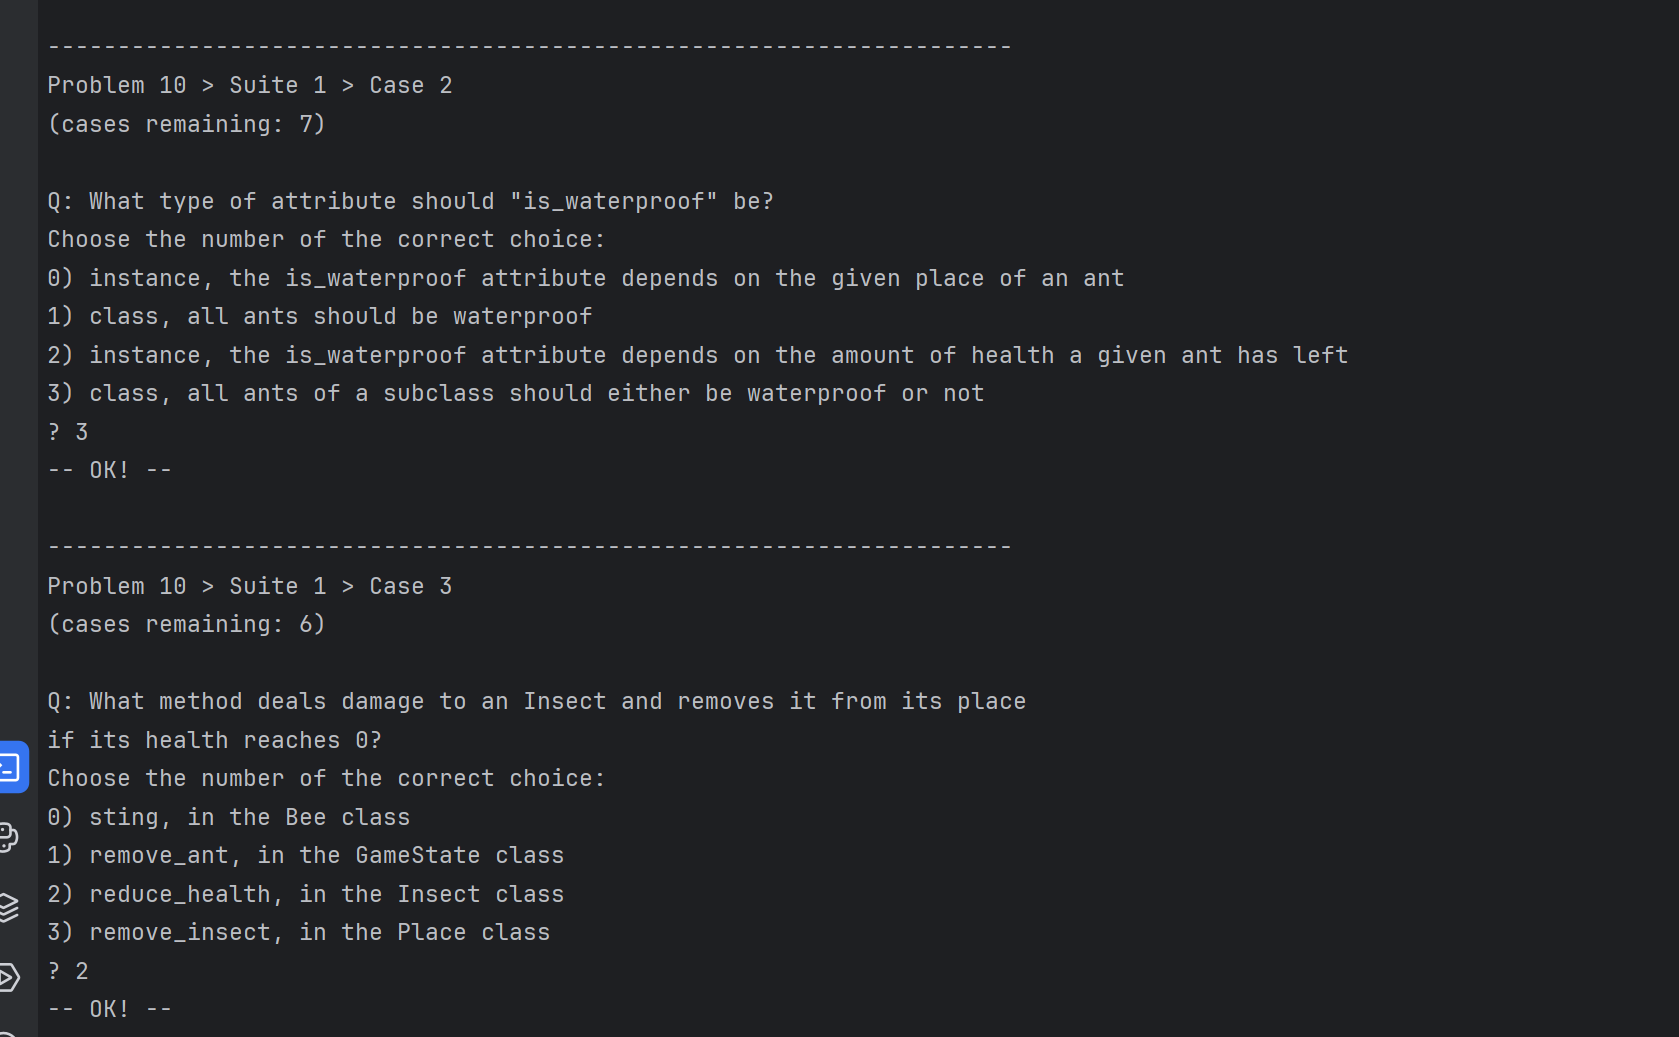 ---------------------------------------------------------------------
Problem 10 > Suite 1 > Case 2
(cases remaining: 7)
Q: What type of attribute should "is_waterproof" be?
Choose the number of the correct choice:
0) instance, the is_waterproof attribute depends on the given place of an ant
1) class, all ants should be waterproof
2) instance, the is_waterproof attribute depends on the amount of health a given ant has left
3) class, all ants of a subclass should either be waterproof or not
? 3
-- OK! --
---------------------------------------------------------------------
Problem 10 > Suite 1 > Case 3
(cases remaining: 6)
Q: What method deals damage to an Insect and removes it from its place
if its health reaches 0?
Choose the number of the correct choice:
0) sting, in the Bee class
1) remove_ant, in the GameState class
2) reduce_health, in the Insect class
3) remove_insect, in the Place class
? 2
-- OK! --